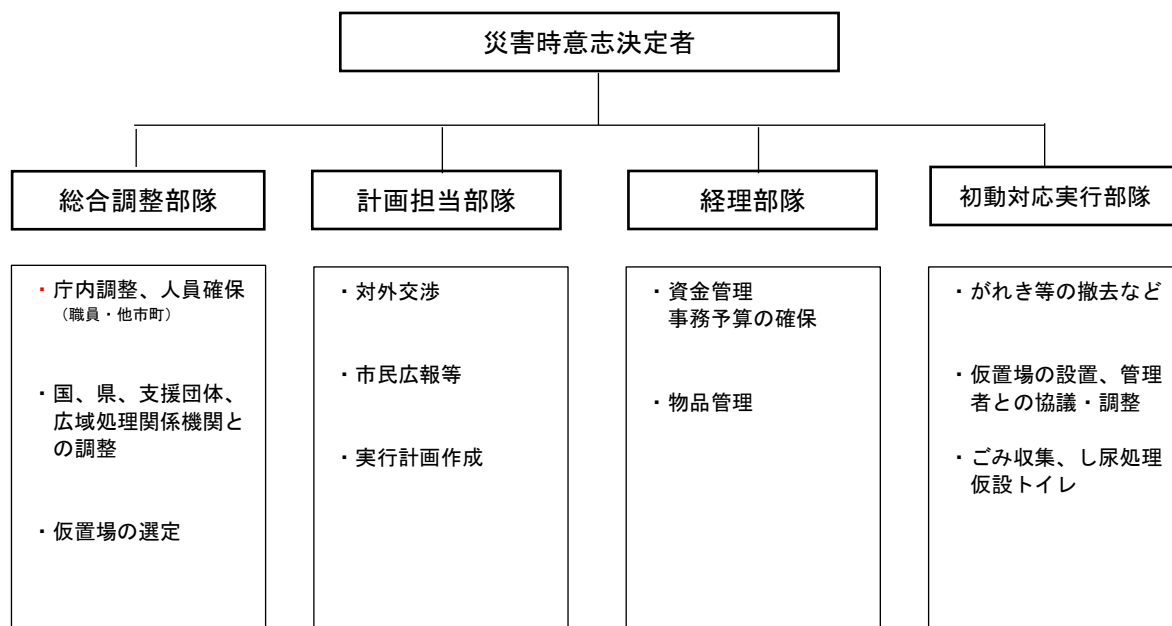 災害時意志決定者
総合調整部隊
計画担当部隊
経理部隊
初動対応実行部隊
・庁内調整、人員確保
（職員・他市町）
・国、県、支援団体、
広域処理関係機関と
の調整
・仮置場の選定
・対外交渉
・市民広報等
・実行計画作成
・資金管理
事務予算の確保
・物品管理
・がれき等の撤去など
・仮置場の設置、管理
者との協議・調整
・ごみ収集、し尿処理
仮設トイレ